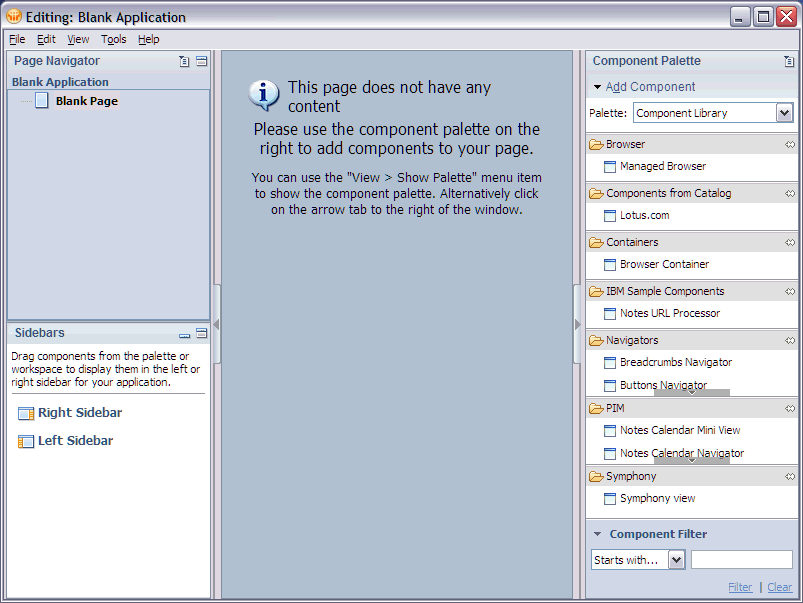 Editing: Blank Application
File Edit View Tools Help
Page Navigator
Blank Application
Blank Page
Sidebars
Drag components from the palette or
workspace to display them in the left or
right sidebar for your application.
Right Sidebar
Left Sidebar
This page does not have any
content
Please use the component palette on the
right to add components to your page.
You can use the "View > Show Palette" menu item
to show the component palette. Alternatively click
on the arrow tab to the right of the window.
Component Palette
Add Component
Palette: Component Library
Browser
Managed Browser
Components from Catalog
Lotus.com
Containers
Browser Container
IBM Sample Components
Notes URL Processor
Navigators
Breadcrumbs Navigator
Buttons Navigator
PIM
Notes Calendar Mini View
Notes Calendar Navigator
Symphony
Symphony view
Component Filter
Starts with...
Filter | Clear